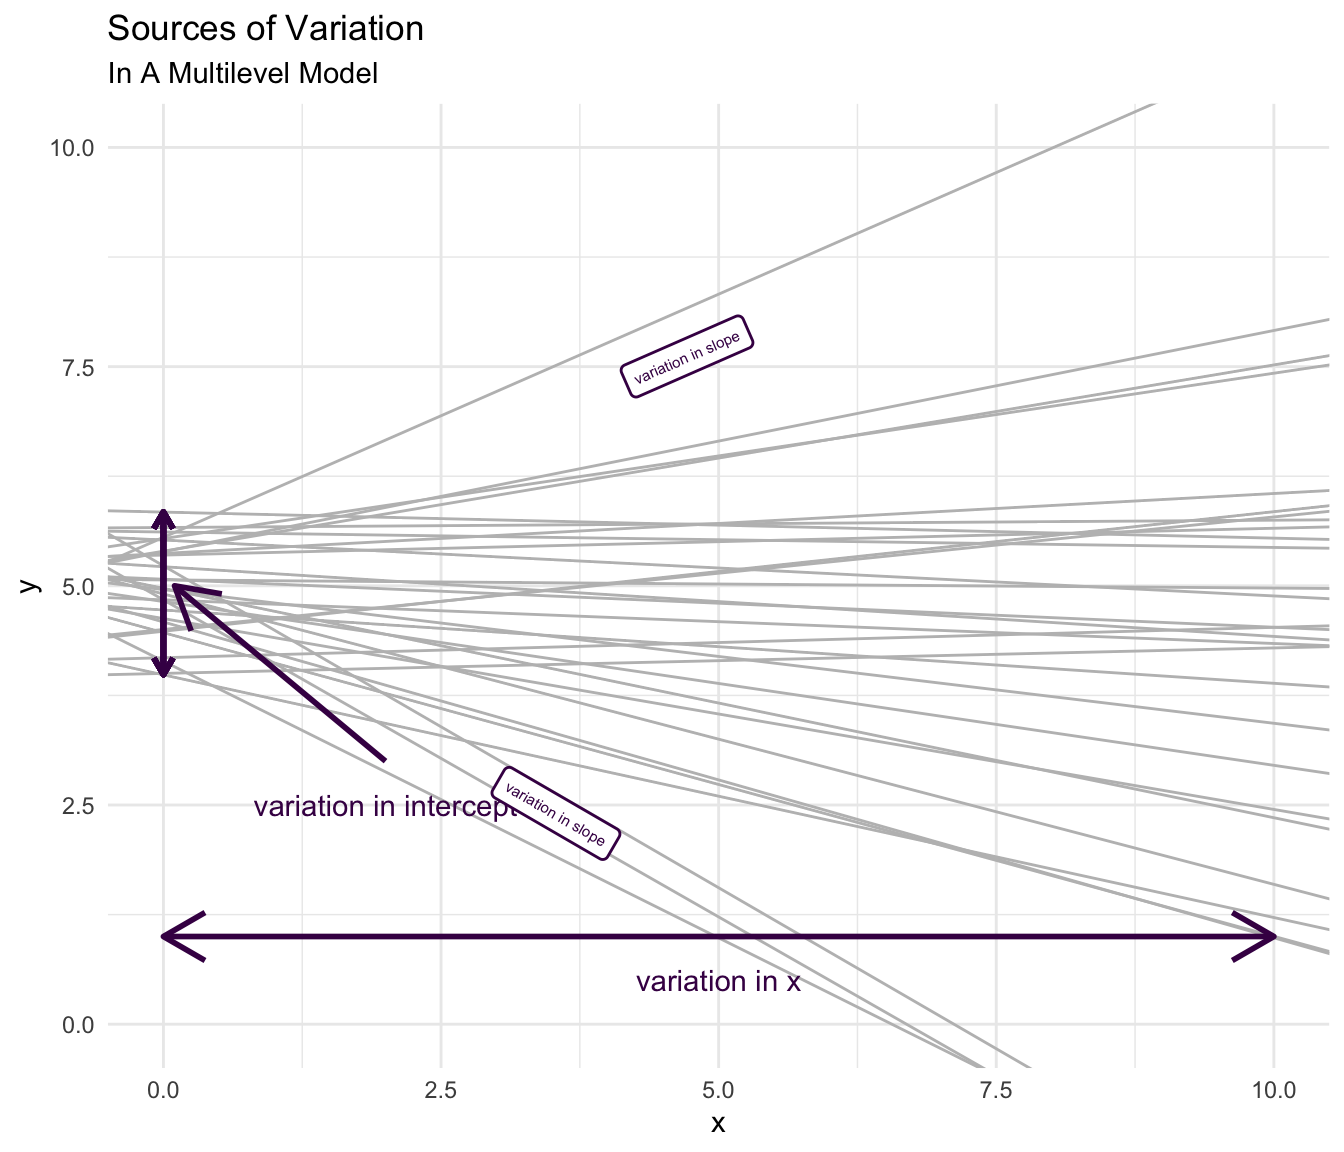 Sources of Variation
In A Multilevel Model
10.0
7.5
5.0
2.5
0.0
y
variation in slope
variation in intercept
variation in slope
variation in x
0.0
2.5
5.0
7.5
10.0
x